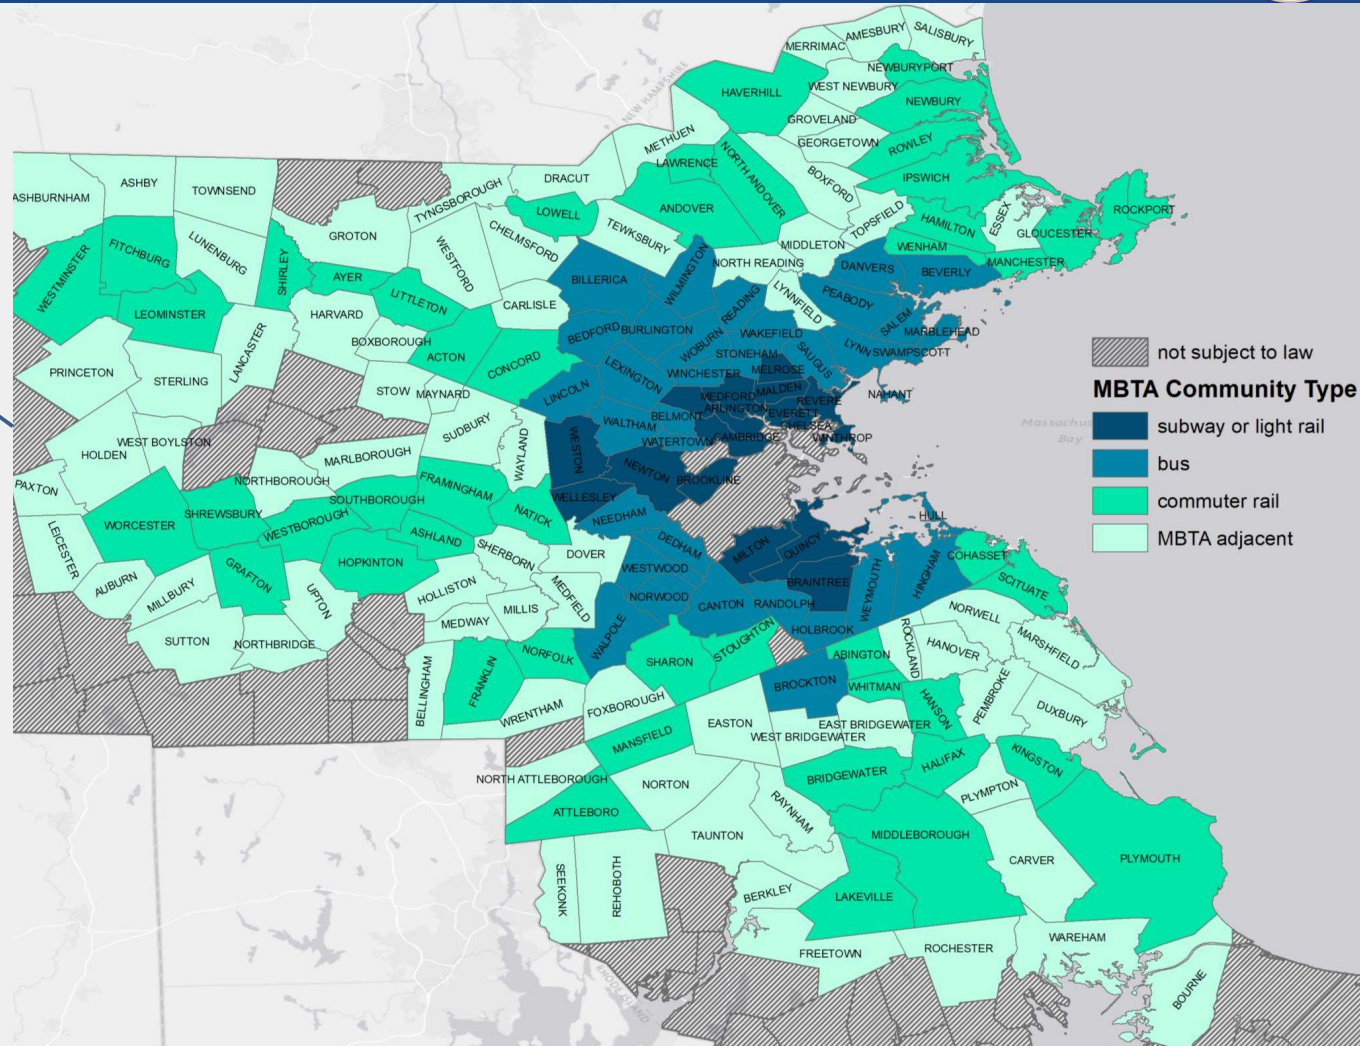 AMESBURY
SALISBURY
MERRIMAC
NEWBURYPORT
WEST NEWBURY
HAVERHILL
NEWBURY
NEW HAMPSHIRE
GROVELAND
METHUEN
GEORGETOWN
ROWLEY
LAWRENCE
NORTH ANDOVER
BOXFORD
IPSWICH
DRACUT
ASHBY
TOWNSEND
ASHBURNHAM
TYNGSBOROUGH
LOWELL
ANDOVER
TOPSFIELD
HAMILTON
ESSEX
ROCKPORT
GLOUCESTER
GROTON
CHELMSFORD
TEWKSBURY
MIDDLETON
WENHAM
FITCHBURG
LUNENBURG
WESTFORD
NORTH READING
MANCHESTER
WESTMINSTER
SHIRLEY
AYER
BILLERICA
WILMINGTON
DANVERS
BEVERLY
LITTLETON
CARLISLE
READING
LYNNFIELD
PEABODY
LEOMINSTER
HARVARD
BEDFORD
BURLINGTON
WOBURN
WAKEFIELD
SALEM
MARBLEHEAD
BOXBOROUGH
ACTON
CONCORD
STONEHAM
SAUGUS
LYNN
SWAMPSCOTT
LANCASTER
LEXINGTON
WINCHESTER
MELROSE
PRINCETON
STERLING
STOW
MAYNARD
LINCOLN
MEDFORD
MALDEN
REVERE
NAHANT
ARLINGTON
EVERETT
BELMONT
CHELSEA
SUDBURY
WALTHAM
WATERTOWN
CAMBRIDGE
WINTHROP
WEST BOYLSTON
HOLDEN
MARLBOROUGH
WAYLAND
WESTON
NEWTON
BROOKLINE
PAXTON
NORTHBOROUGH
FRAMINGHAM
SOUTHBOROUGH
WELLESLEY
SHREWSBURY
WORCESTER
WESTBOROUGH
NATICK
NEEDHAM
HULL
ASHLAND
DEDHAM
MILTON
QUINCY
LEICESTER
SHERBORN
DOVER
COHASSET
GRAFTON
HOPKINTON
WESTWOOD
HINGHAM
AUBURN
MILLBURY
UPTON
HOLLISTON
MEDFIELD
BRAINTREE
WEYMOUTH
SCITUATE
NORWOOD
CANTON
RANDOLPH
MILLIS
MEDWAY
NORWELL
SUTTON
NORTHBRIDGE
WALPOLE
HOLBROOK
ROCKLAND
HANOVER
MARSHFIELD
NORFOLK
SHARON
STOUGHTON
ABINGTON
BELLINGHAM
FRANKLIN
BROCKTON
WHITMAN
HANSON
PEMBROKE
WRENTHAM
FOXBOROUGH
DUXBURY
EASTON
EAST BRIDGEWATER
WEST BRIDGEWATER
MANSFIELD
HALIFAX
KINGSTON
NORTH ATTLEBOROUGH
NORTON
BRIDGEWATER
PLYMPTON
ATTLEBORO
RAYNHAM
TAUNTON
MIDDLEBOROUGH
CARVER
PLYMOUTH
SEEKONK
REHOBOTH
BERKLEY
LAKEVILLE
FREETOWN
ROCHESTER
WAREHAM
BOURNE
RHODE ISLAND
Bay
not subject to law
MBTA Community Type
subway or light rail
bus
commuter rail
MBTA adjacent